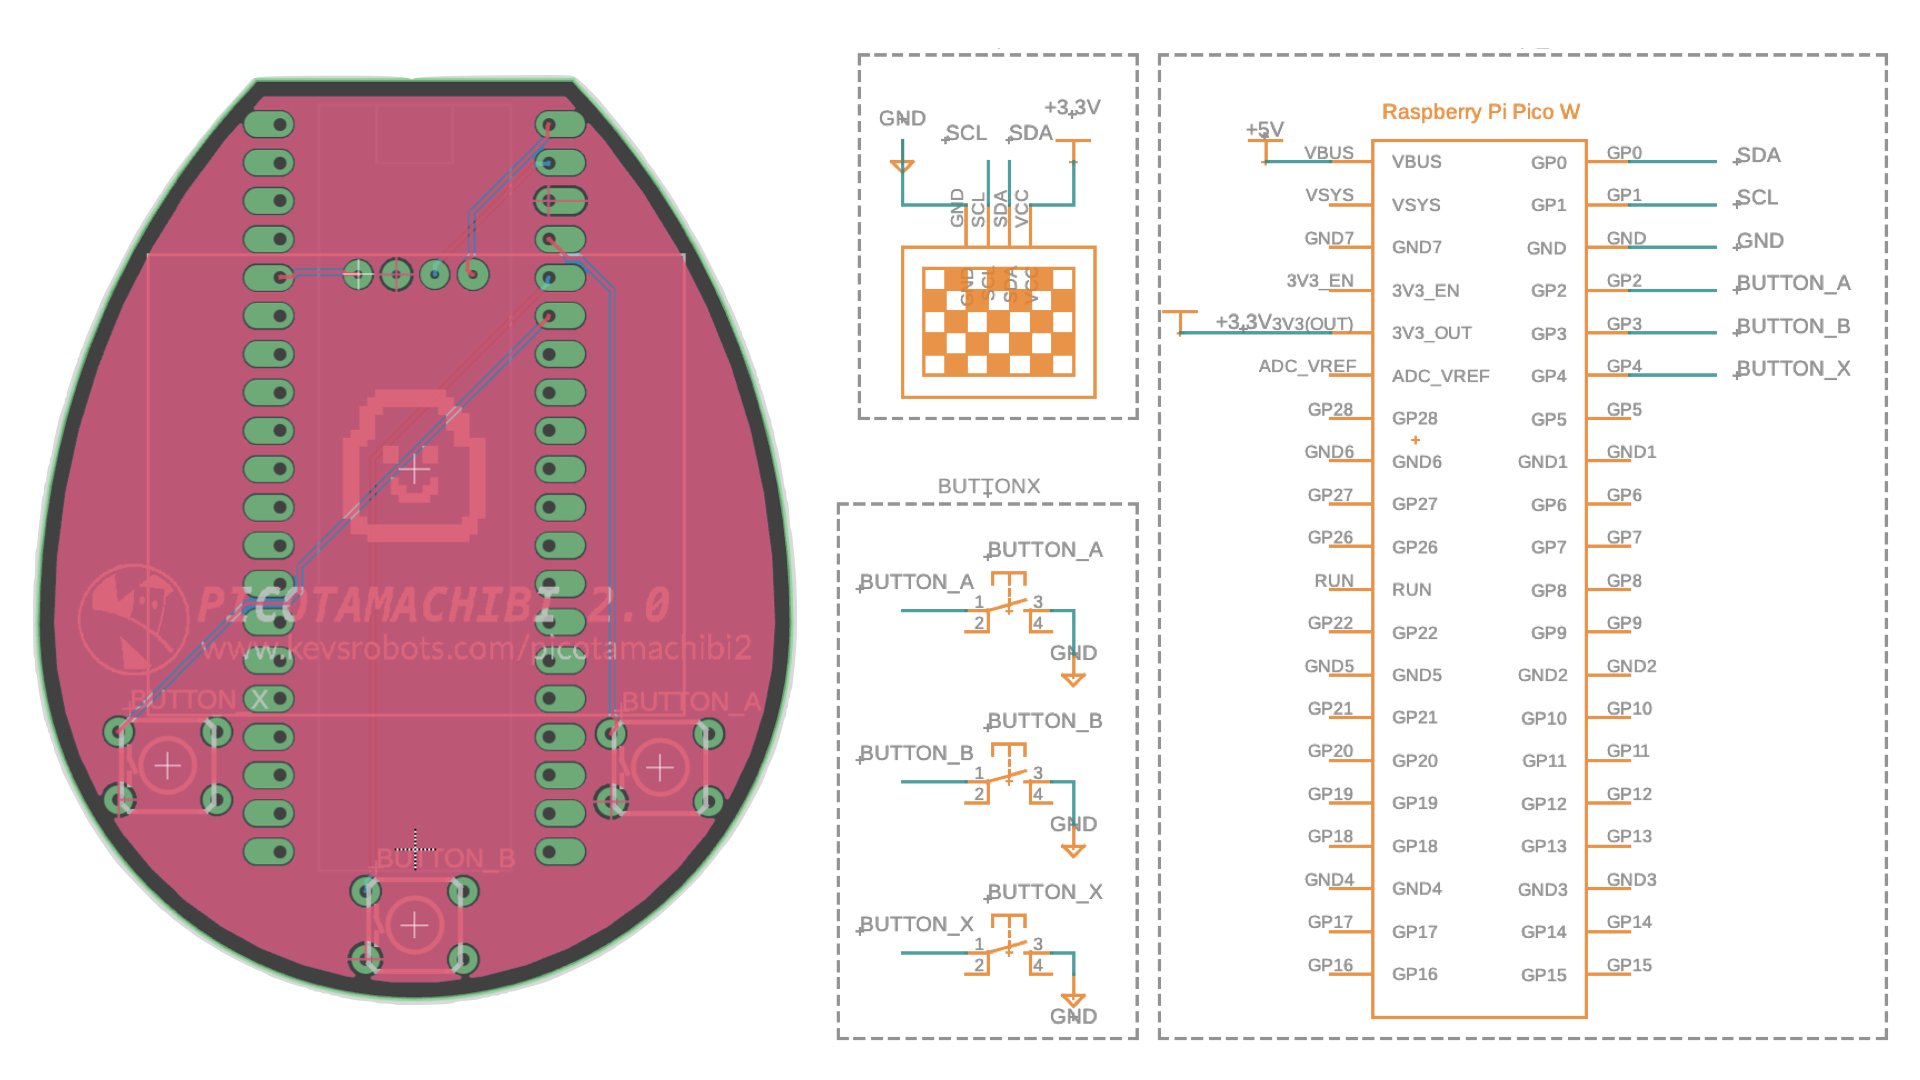 PICOTAMACHIBI 2.0
www.kevsrobots.com/picotamachibi2
BUTTON_X
BUTTON_A
BUTTON_B
GND
SCL
SDA
+3.3V
GND
SCL
SDA
VCC
GND
SCL
SDA
VCC
BUTTONX
BUTTON_A
BUTTON_A
1
3
2
4
GND
BUTTON_B
BUTTON_B
1
3
2
4
GND
BUTTON_X
BUTTON_X
1
3
2
4
GND
Raspberry Pi Pico W
+5V
VBUS VBUS GP0 GP0 SDA
VSYS VSYS GP1 GP1 SCL
GND7 GND7 GND GND GND
3V3_EN 3V3_EN GP2 GP2 BUTTON_A
+3.3V 3V3(OUT) 3V3_OUT GP3 GP3 BUTTON_B
ADC_VREF ADC_VREF GP4 GP4 BUTTON_X
GP28 GP28 GP5 GP5
GND6 GND6 GND1 GND1
GP27 GP27 GP6 GP6
GP26 GP26 GP7 GP7
RUN RUN GP8 GP8
GP22 GP22 GP9 GP9
GND5 GND5 GND2 GND2
GP21 GP21 GP10 GP10
GP20 GP20 GP11 GP11
GP19 GP19 GP12 GP12
GP18 GP18 GP13 GP13
GND4 GND4 GND3 GND3
GP17 GP17 GP14 GP14
GP16 GP16 GP15 GP15